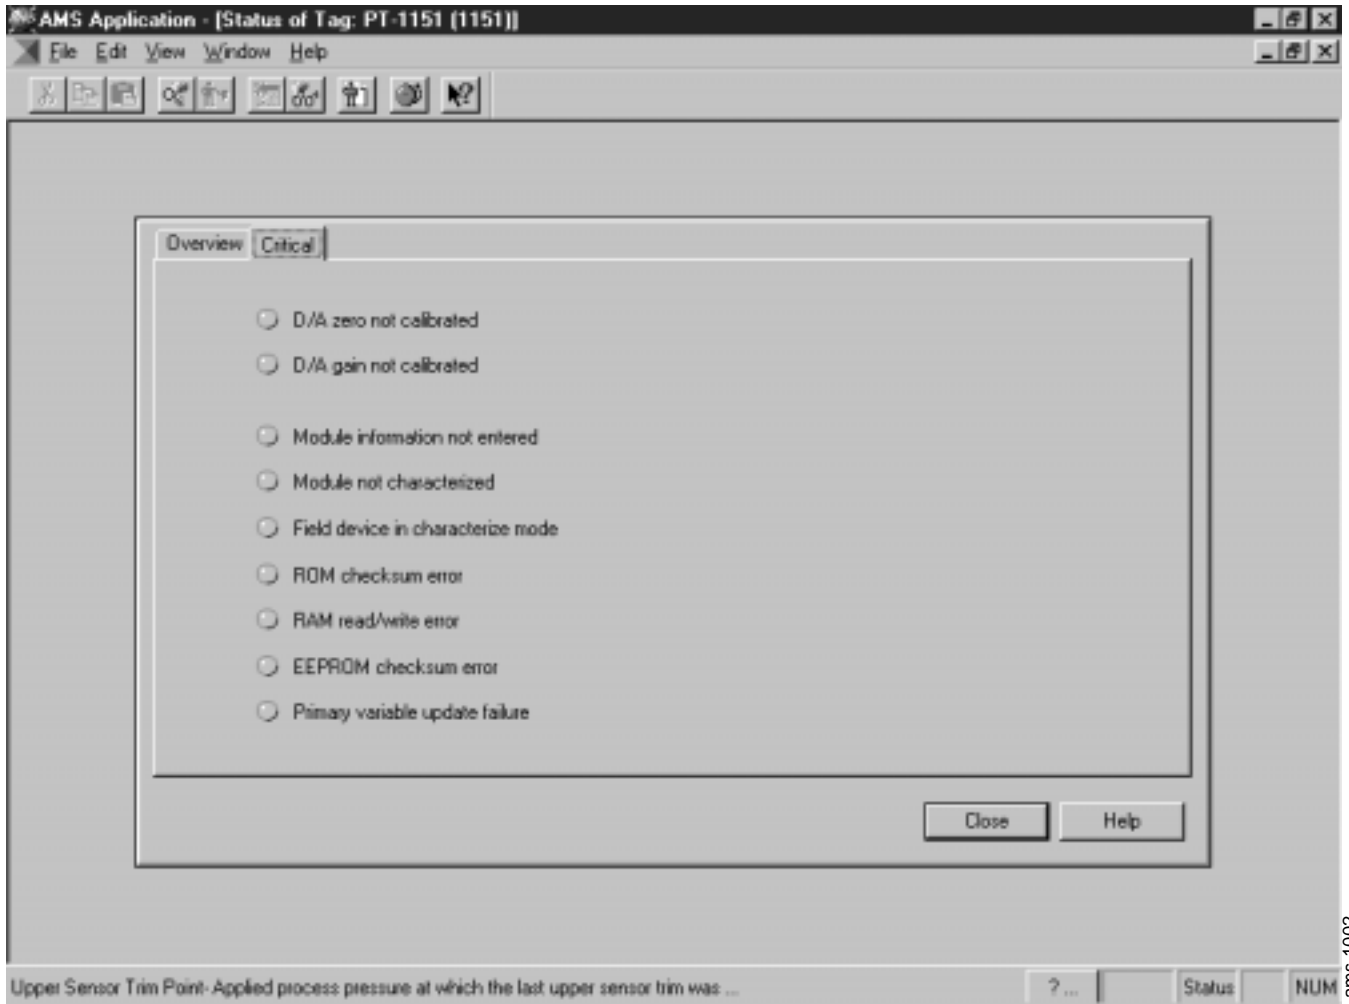 AMS Application - [Status of Tag: PT-1151 (1151)]
File Edit View Window Help
Overview Critical
D/A zero not calibrated
D/A gain not calibrated
Module information not entered
Module not characterized
Field device in characterize mode
ROM checksum error
RAM read/write error
EEPROM checksum error
Primary variable update failure
Close Help
Upper Sensor Trim Point- Applied process pressure at which the last upper sensor trim was ...
? ... Status NUM